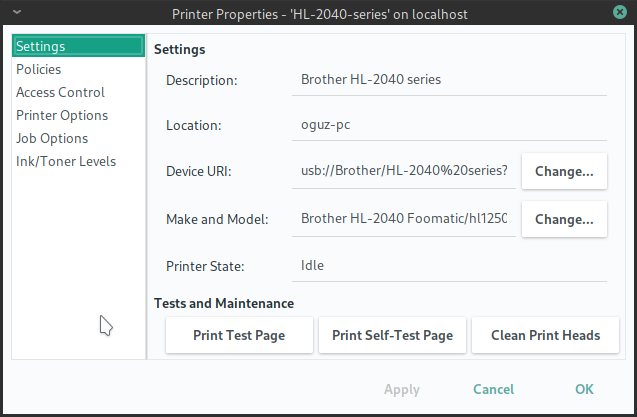 Printer Properties - 'HL-2040-series' on localhost
Settings
Policies
Access Control
Printer Options
Job Options
Ink/Toner Levels
Settings
Description: Brother HL-2040 series
Location: oguz-pc
Device URI: usb://Brother/HL-2040%20series? Change...
Make and Model: Brother HL-2040 Foomatic/hl1250 Change...
Printer State: Idle
Tests and Maintenance
Print Test Page Print Self-Test Page Clean Print Heads
Apply Cancel OK